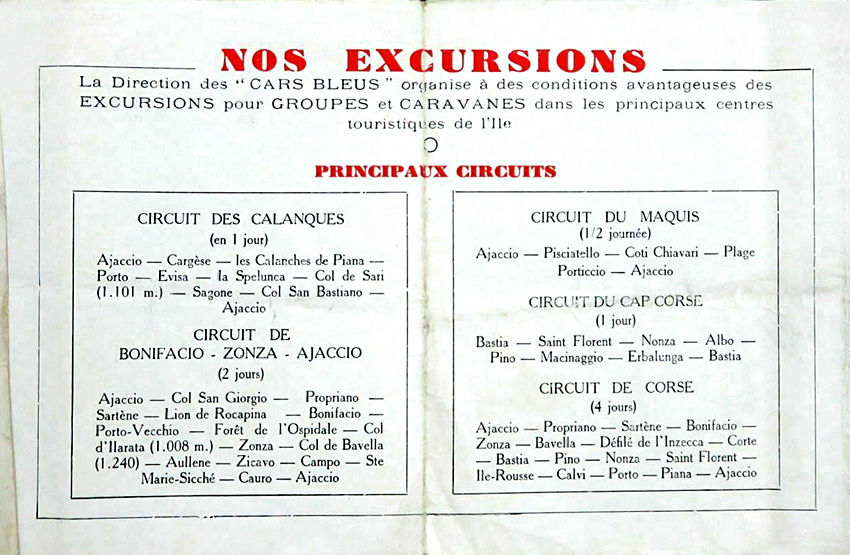 NOS EXCURSIONS
La Direction des “ CARS BLEUS ” organise à des conditions avantageuses des
EXCURSIONS pour GROUPES et CARAVANES dans les principaux centres
touristiques de l'Ile
PRINCIPAUX CIRCUITS
CIRCUIT DES CALANQUES
(en 1 jour)
Ajaccio — Cargèse — les Calanches de Piana —
Porto — Evisa — la Spelunca — Col de Sari
(1.101 m.) — Sagone — Col San Bastiano —
Ajaccio
CIRCUIT DE
BONIFACIO - ZONZA - AJACCIO
(2 jours)
Ajaccio — Col San Giorgio — Propriano —
Sartène — Lion de Rocapina — Bonifacio —
Porto-Vecchio — Forêt de l'Ospidale — Col
d'Ilarata (1.008 m.) — Zonza — Col de Bavella
(1.240) — Aullene — Zicavo — Campo — Ste
Marie-Sicché — Cauro — Ajaccio
CIRCUIT DU MAQUIS
(1/2 journée)
Ajaccio — Pisciatello — Coti Chiavari — Plage
Porticcio — Ajaccio
CIRCUIT DU CAP CORSE
(1 jour)
Bastia — Saint Florent — Nonza — Albo —
Pino — Macinaggio — Erbalunga — Bastia
CIRCUIT DE CORSE
(4 jours)
Ajaccio — Propriano — Sartène — Bonifacio —
Zonza — Bavella — Défilé de l'Inzecca — Corte
— Bastia — Pino — Nonza — Saint Florent —
Ile-Rousse — Calvi — Porto — Piana — Ajaccio